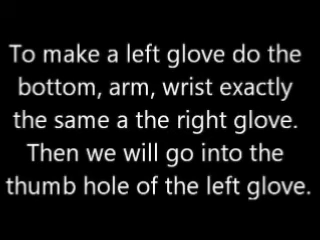 To make a left glove do the
bottom, arm, wrist exactly
the same a the right glove.
Then we will go into the
thumb hole of the left glove.